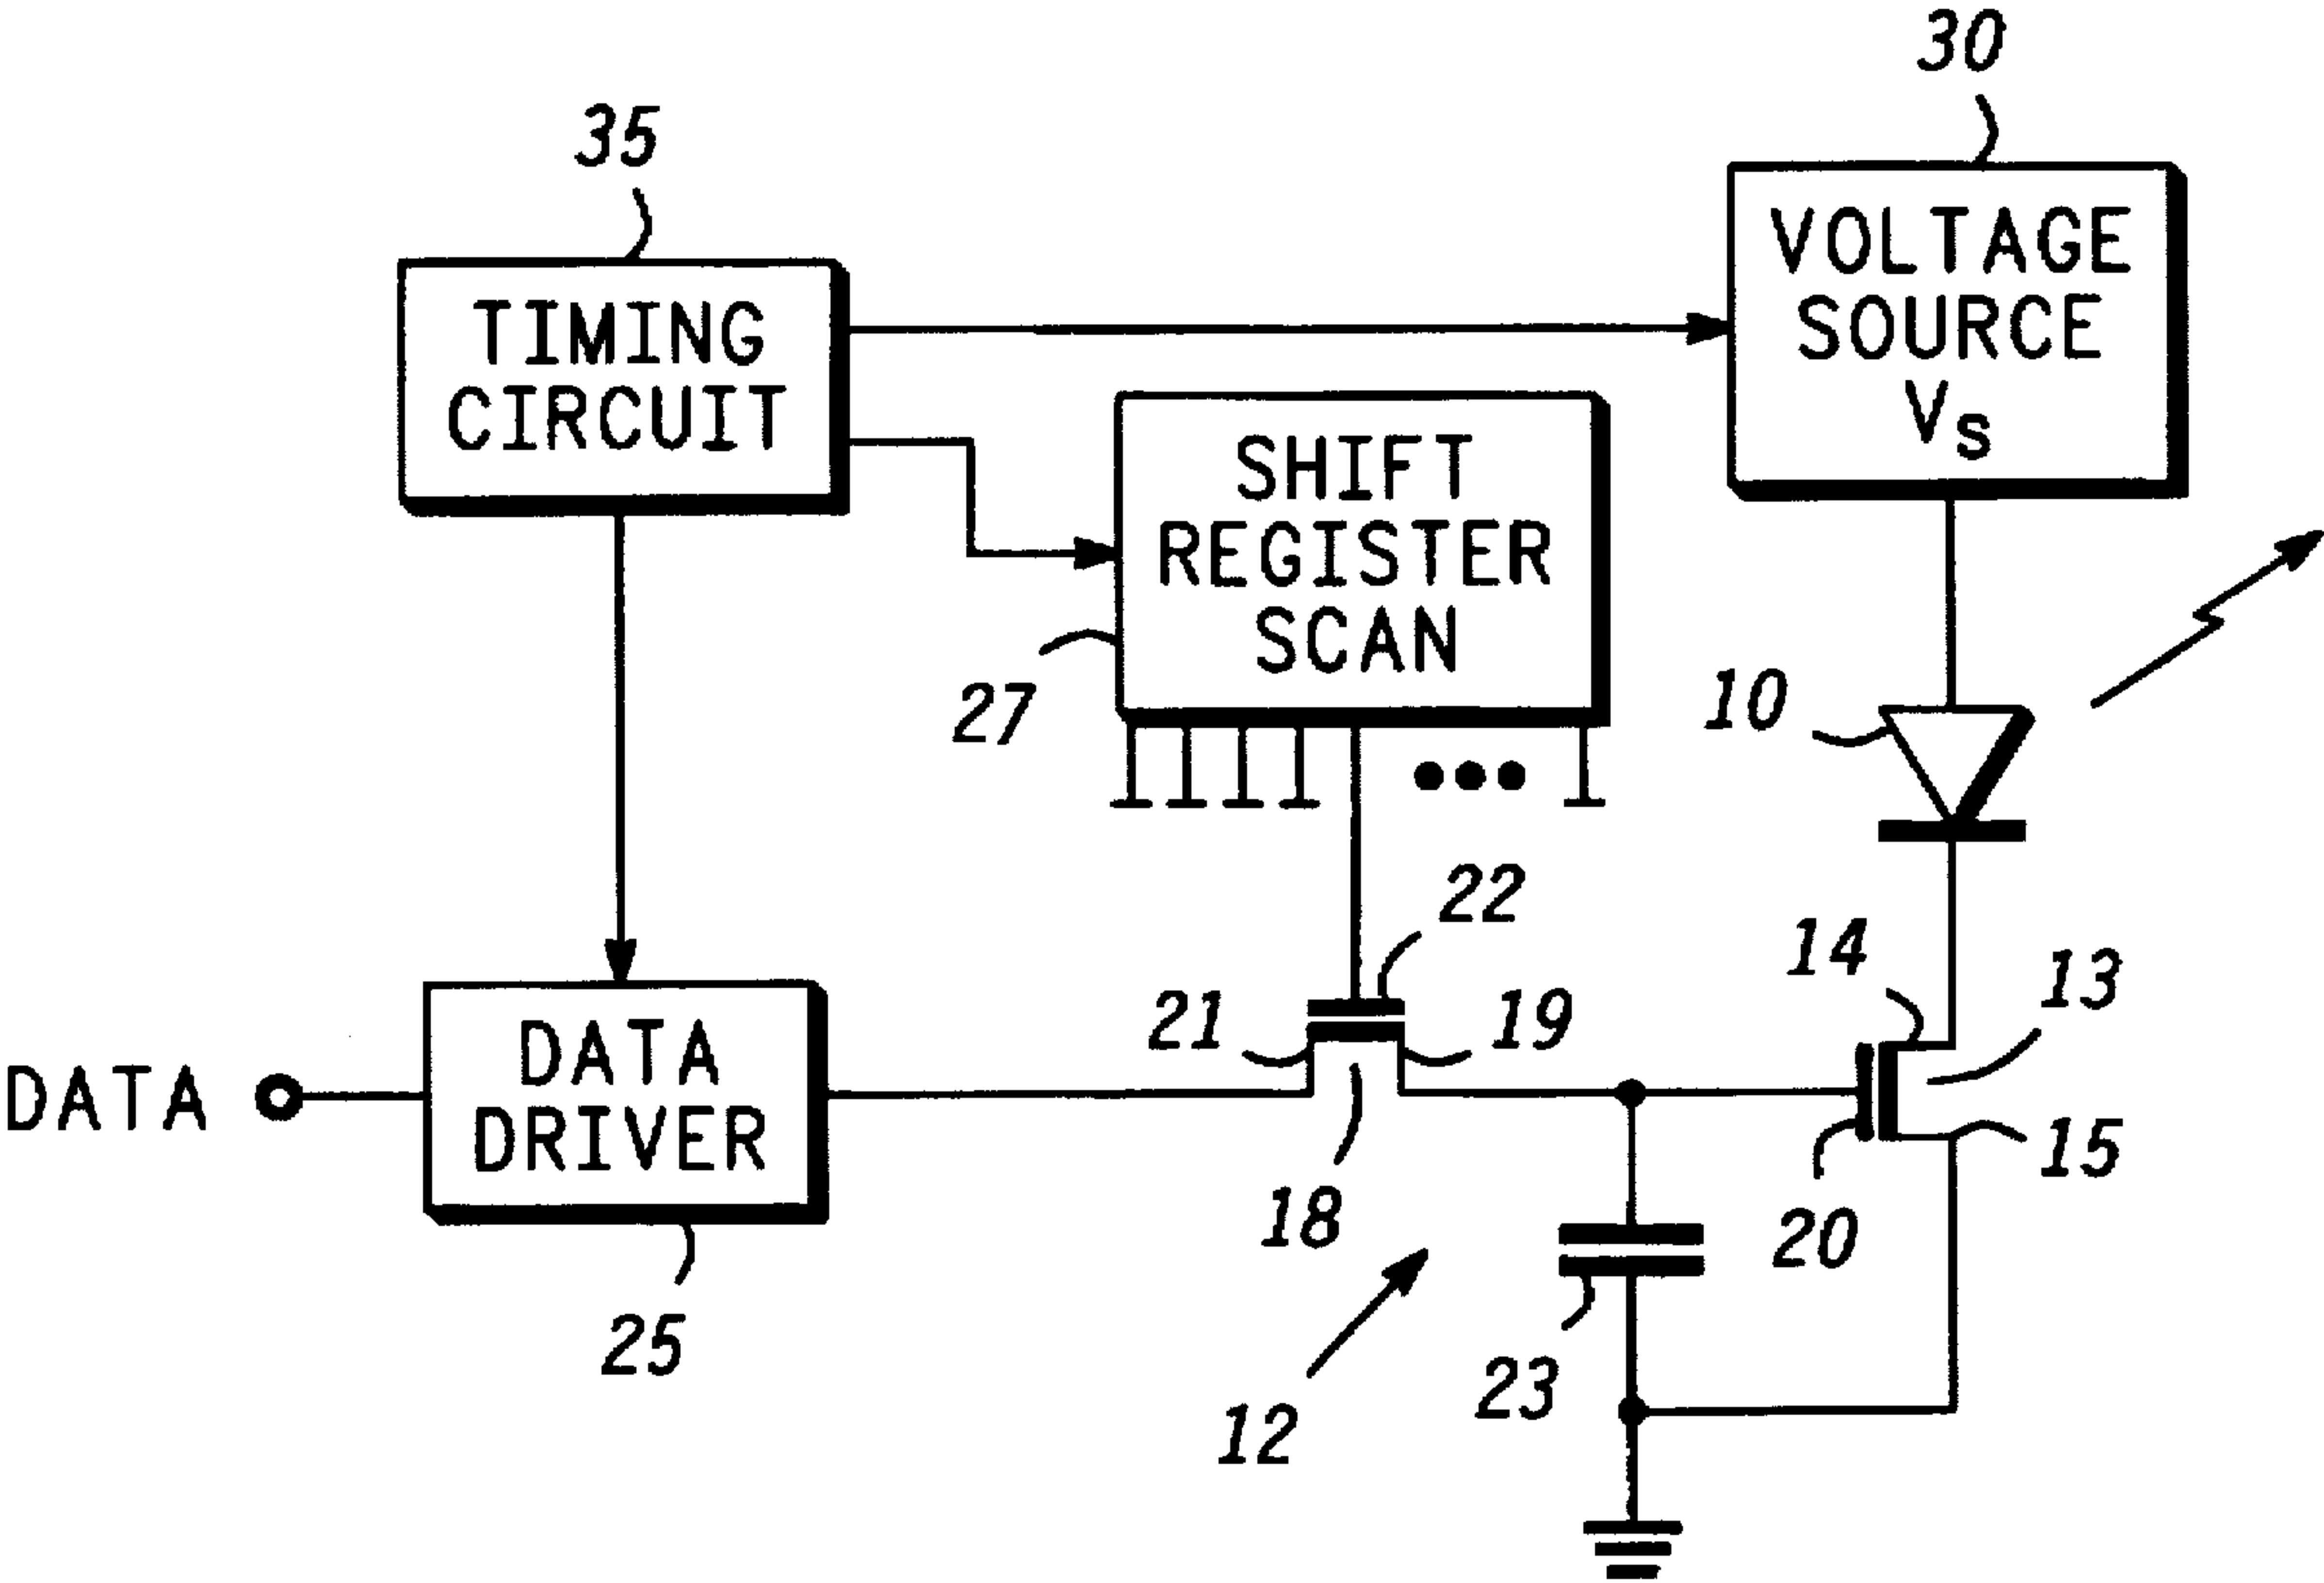 30
35
VOLTAGE
SOURCE
VS
TIMING
CIRCUIT
SHIFT
REGISTER
SCAN
27
10
22
14
13
21
19
DATA
DATA
DRIVER
15
18
20
25
23
12